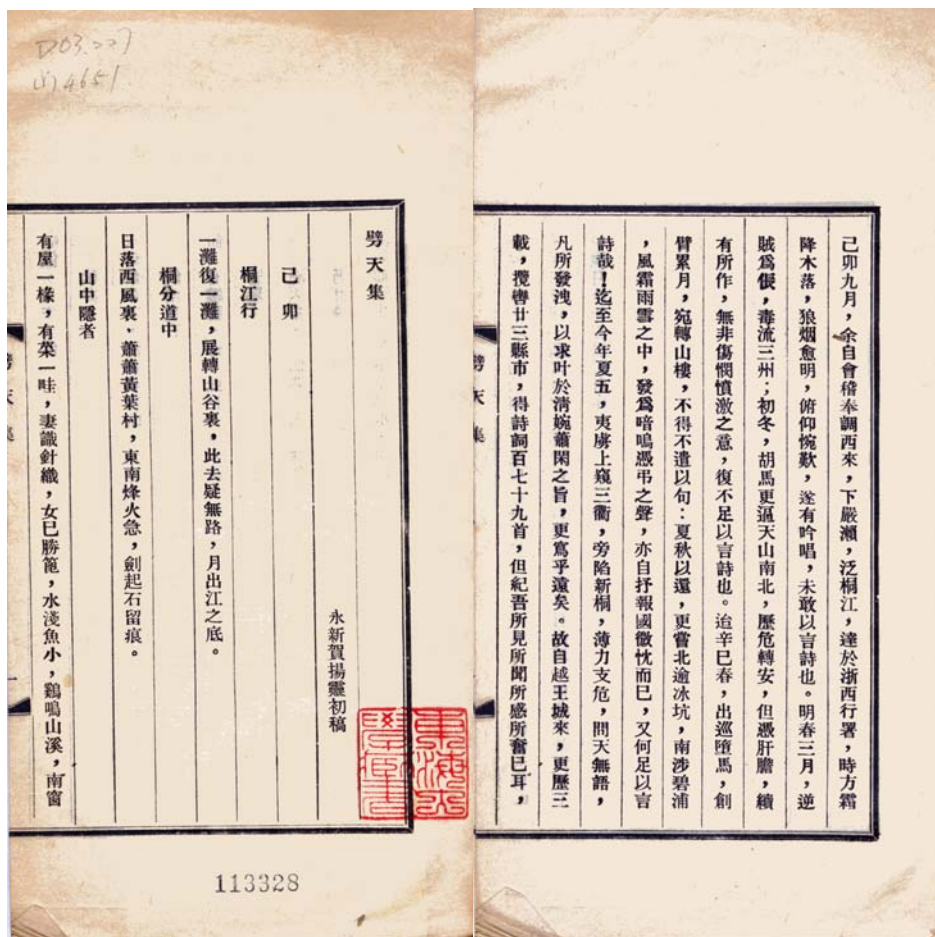 己卯九月，余自會稽奉調西來，下嚴瀨，泛桐江，達於浙西行署，時方霜
降木落，狼烟愈明，俯仰惋歎，遂有吟唱，未敢以言詩也。明春三月，逆
賊爲倀，毒流三州；初冬，胡馬更逼天山南北，歷危轉安，但憑肝膽，續
有所作，無非傷憫憤激之意，復不足以言詩也。迨辛巳春，出巡墮馬，創
臂累月，宛轉山樓，不得不遣以句：夏秋以還，更嘗北逾冰坑，南涉碧浦
，風霜雨雪之中，發爲喑嗚憑弔之聲，亦自抒報國微忱而已，又何足以言
詩哉！迄至今年夏五，夷虜上窺三衢，旁陷新桐，薄力支危，問天無語，
凡所發洩，以求叶於淸婉蕭閑之旨，更寫乎遠矣。故自越王城來，更歷三
載，攬轡廿三縣市，得詩詞百七十九首，但紀吾所見所聞所感所奮已耳，
劈天集
永新賀揚靈初稿
己卯
桐江行
一灘復一灘，展轉山谷裏，此去疑無路，月出江之底。
桐分道中
日落西風裏，蕭蕭黃葉村，東南烽火急，劍起石留痕。
山中隱者
有屋一椽，有菜一畦，妻識針織，女已勝篦，水淺魚小，鷄鳴山溪，南窗
劈天集
一
劈天集
113328
D03.227
4651